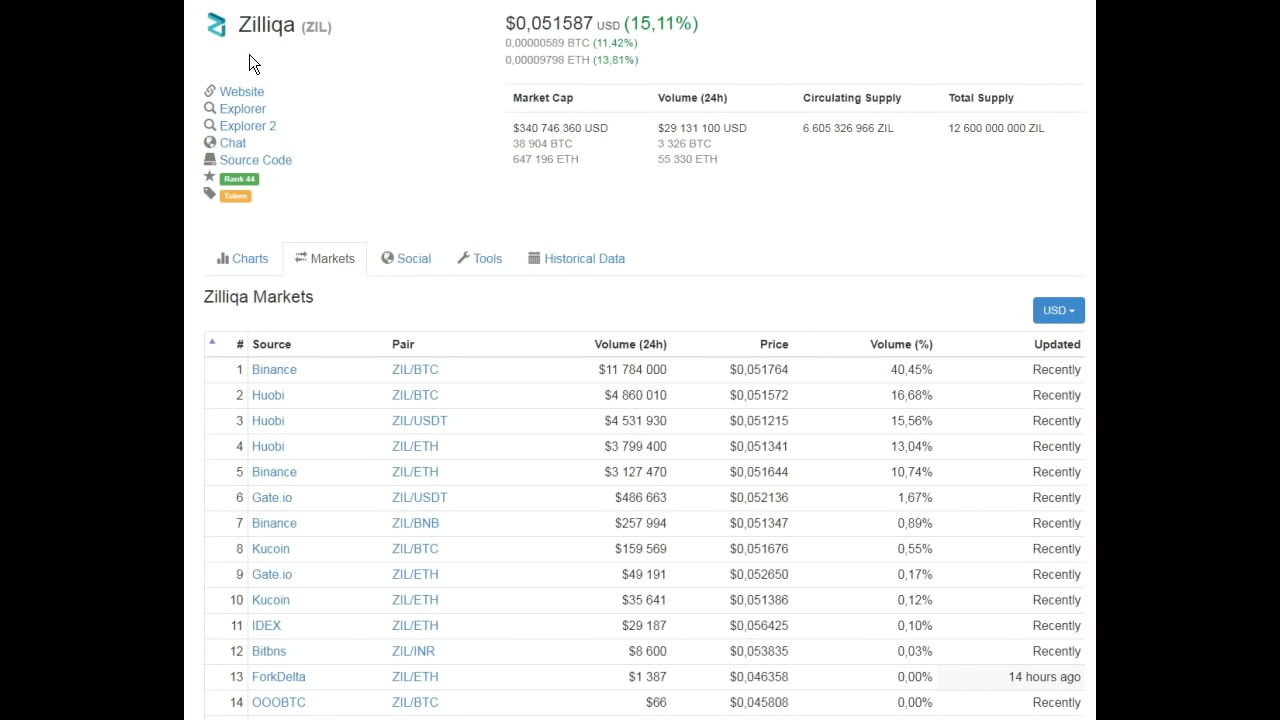 Zilliqa (ZIL)
$0,051587 USD (15,11%)
0,00000589 BTC (11,42%)
0,00009798 ETH (13,81%)
Website
Explorer
Explorer 2
Chat
Source Code
Rank 44
Token
Market Cap Volume (24h) Circulating Supply Total Supply
$340 746 360 USD $29 131 100 USD 6 605 326 966 ZIL 12 600 000 000 ZIL
38 904 BTC 3 326 BTC
647 196 ETH 55 330 ETH
Charts Markets Social Tools Historical Data
Zilliqa Markets
USD
# Source Pair Volume (24h) Price Volume (%) Updated
1 Binance ZIL/BTC $11 784 000 $0,051764 40,45% Recently
2 Huobi ZIL/BTC $4 860 010 $0,051572 16,68% Recently
3 Huobi ZIL/USDT $4 531 930 $0,051215 15,56% Recently
4 Huobi ZIL/ETH $3 799 400 $0,051341 13,04% Recently
5 Binance ZIL/ETH $3 127 470 $0,051644 10,74% Recently
6 Gate.io ZIL/USDT $486 663 $0,052136 1,67% Recently
7 Binance ZIL/BNB $257 994 $0,051347 0,89% Recently
8 Kucoin ZIL/BTC $159 569 $0,051676 0,55% Recently
9 Gate.io ZIL/ETH $49 191 $0,052650 0,17% Recently
10 Kucoin ZIL/ETH $35 641 $0,051386 0,12% Recently
11 IDEX ZIL/ETH $29 187 $0,056425 0,10% Recently
12 Bitbns ZIL/INR $8 600 $0,053835 0,03% Recently
13 ForkDelta ZIL/ETH $1 387 $0,046358 0,00% 14 hours ago
14 OOOBTC ZIL/BTC $66 $0,045808 0,00% Recently